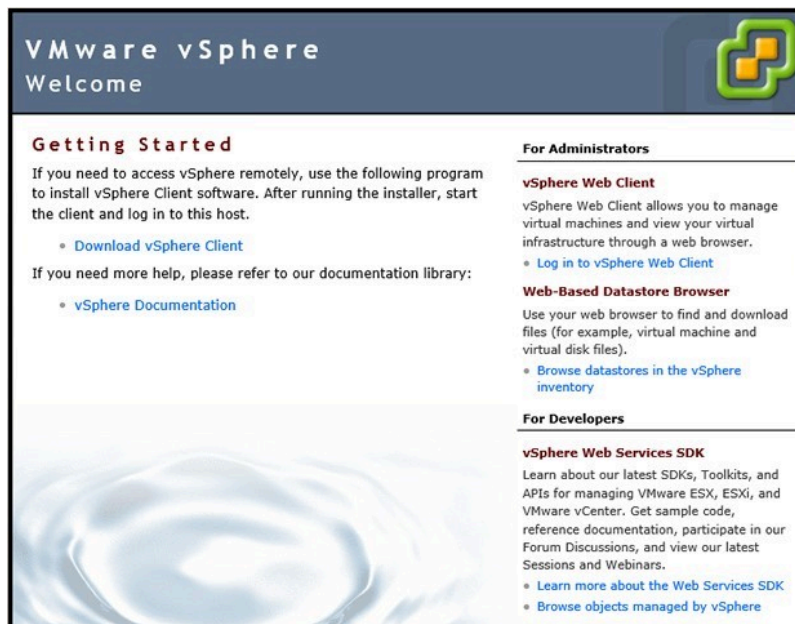 VMware vSphere
Welcome
Getting Started
If you need to access vSphere remotely, use the following program
to install vSphere Client software. After running the installer, start
the client and log in to this host.
Download vSphere Client
If you need more help, please refer to our documentation library:
vSphere Documentation
For Administrators
vSphere Web Client
vSphere Web Client allows you to manage
virtual machines and view your virtual
infrastructure through a web browser.
Log in to vSphere Web Client
Web-Based Datastore Browser
Use your web browser to find and download
files (for example, virtual machine and
virtual disk files).
Browse datastores in the vSphere
inventory
For Developers
vSphere Web Services SDK
Learn about our latest SDKs, Toolkits, and
APIs for managing VMware ESX, ESXi, and
VMware vCenter. Get sample code,
reference documentation, participate in our
Forum Discussions, and view our latest
Sessions and Webinars.
Learn more about the Web Services SDK
Browse objects managed by vSphere